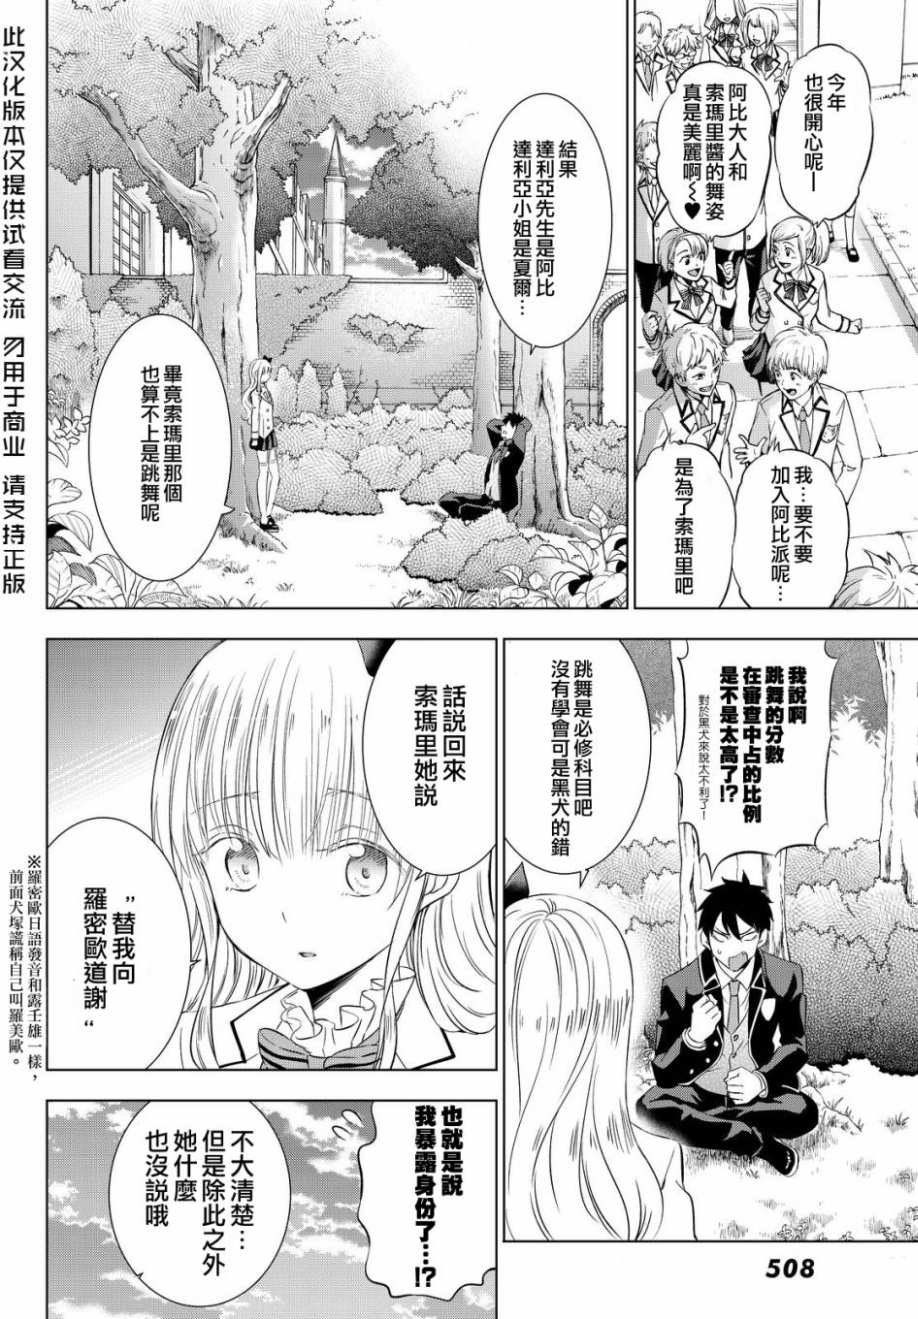 今年
也很開心呢—
阿比大人和
索瑪里醬的舞姿
真是美麗啊～♥
我…要不要
加入阿比派呢…
是為了索瑪里吧
結果
達利亞先生是阿比
達利亞小姐是夏爾…
畢竟索瑪里那個
也算不上是跳舞呢
我說啊
跳舞的分數
在審查中占的比例
是不是太高了!?
對於黑犬來說太不利了！
跳舞是必修科目吧
沒有學會可是黑犬的錯
話說回來
索瑪里她說
”替我向
羅密歐道謝“
也就是說
我暴露身份了…!?
不大清楚…
但是除此之外
她什麼
也沒說哦
※羅密歐日語發音和露壬雄一樣，
前面犬塚謊稱自己叫羅美歐。
此汉化版本仅提供试看交流 勿用于商业 请支持正版
508